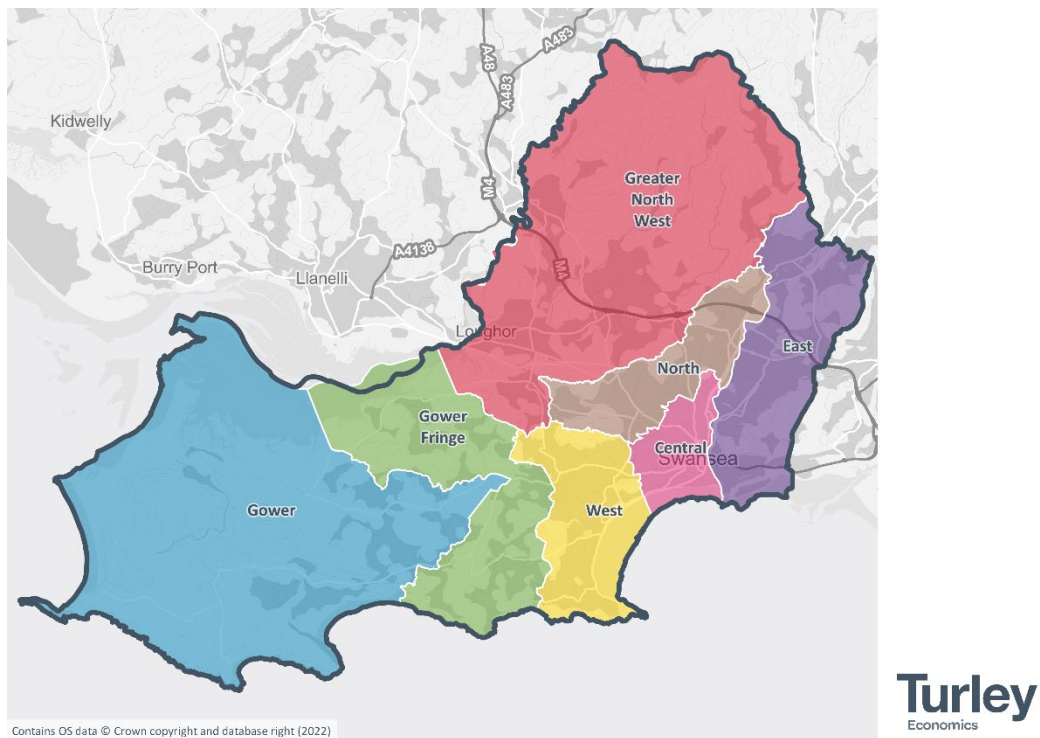 A483
A48
A483
Kidwelly
M4
Greater
North
West
A4138
Burry Port
Llanelli
M4
Loughor
East
North
Gower
Fringe
Central
Swansea
Gower
West
Turley
Economics
Contains OS data © Crown copyright and database right (2022)